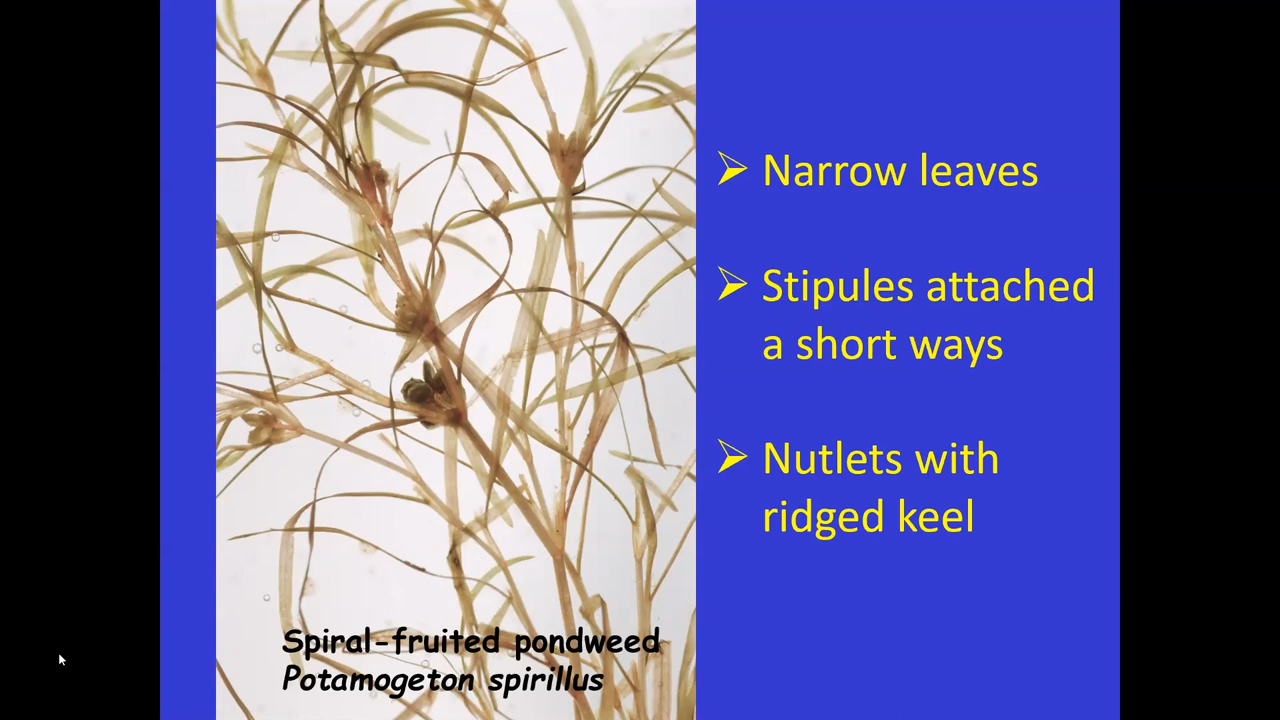 Narrow leaves
Stipules attached
a short ways
Nutlets with
ridged keel
Spiral-fruited pondweed
Potamogeton spirillus